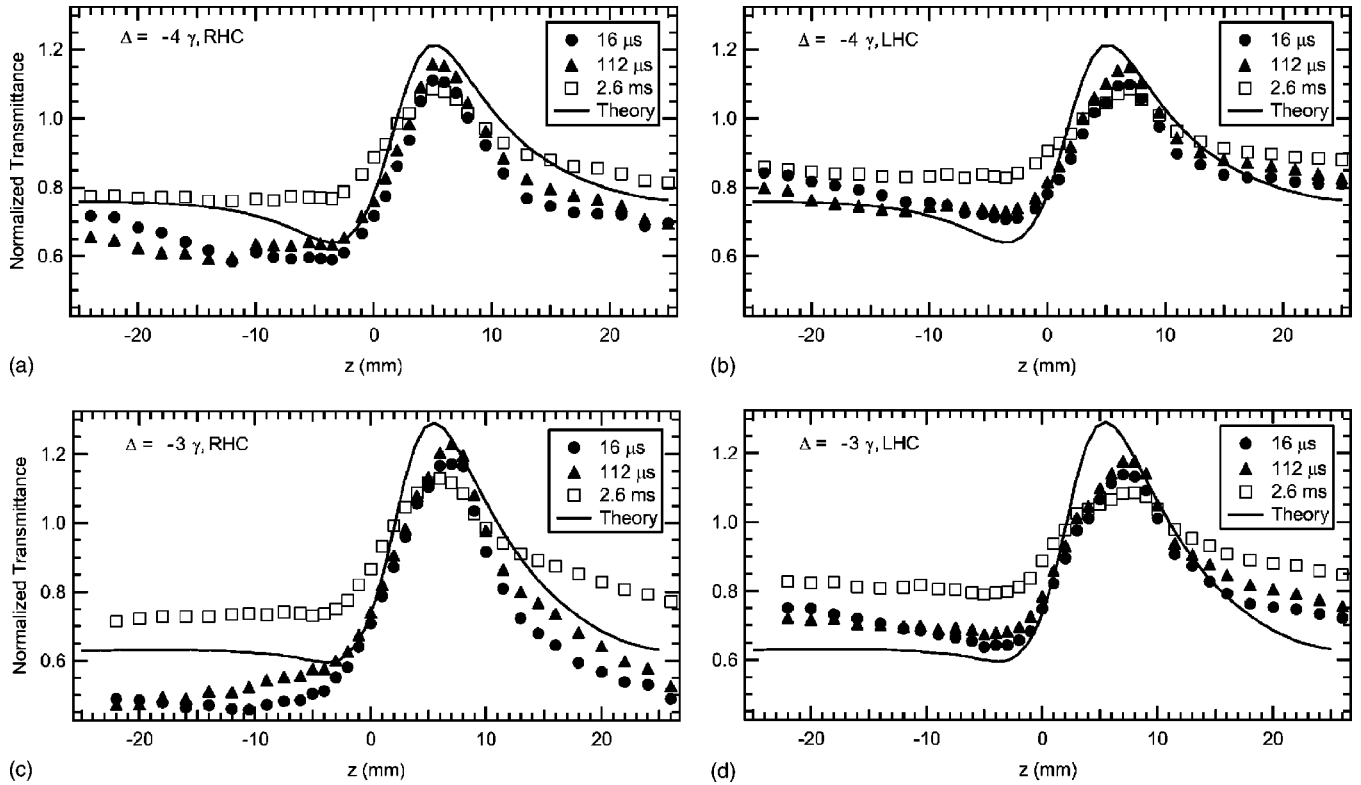 Δ = -4 γ, RHC
16 µs
112 µs
2.6 ms
Theory
1.2
1.0
0.8
0.6
Normalized Transmittance
-20
-10
0
10
20
z (mm)
(a)
Δ = -4 γ, LHC
16 µs
112 µs
2.6 ms
Theory
1.2
1.0
0.8
0.6
-20
-10
0
10
20
z (mm)
(b)
Δ = -3 γ, RHC
16 µs
112 µs
2.6 ms
Theory
1.2
1.0
0.8
0.6
Normalized Transmittance
-20
-10
0
10
20
z (mm)
(c)
Δ = -3 γ, LHC
16 µs
112 µs
2.6 ms
Theory
1.2
1.0
0.8
0.6
-20
-10
0
10
20
z (mm)
(d)